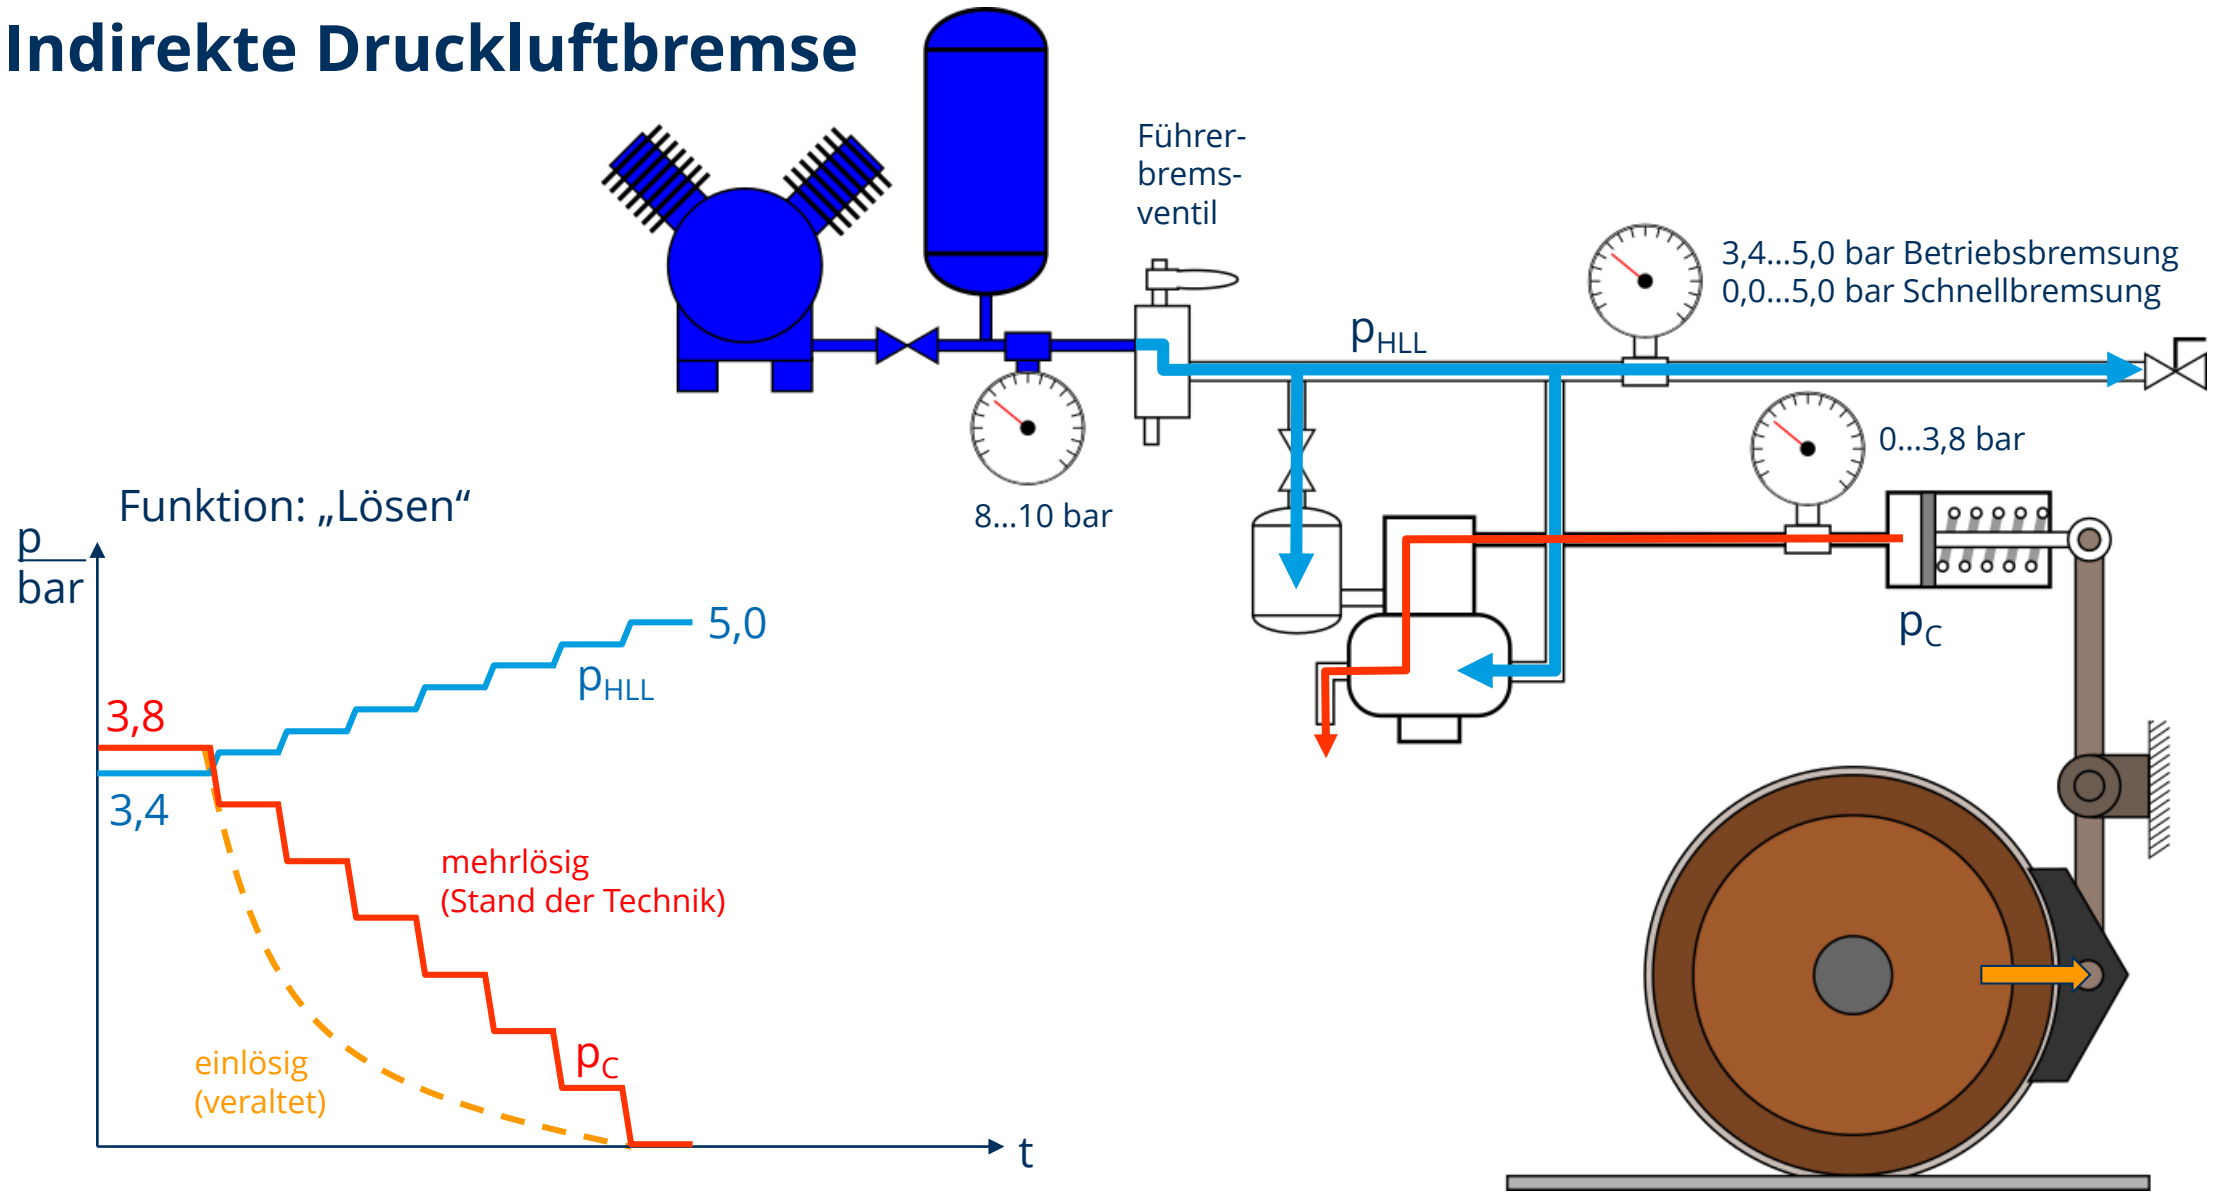 Indirekte Druckluftbremse
Führer-
brems-
ventil
3,4...5,0 bar Betriebsbremsung
0,0...5,0 bar Schnellbremsung
pHLL
0...3,8 bar
8...10 bar
pC
Funktion: „Lösen“
p
bar
5,0
pHLL
3,8
3,4
mehrlösig
(Stand der Technik)
pC
einlösig
(veraltet)
t